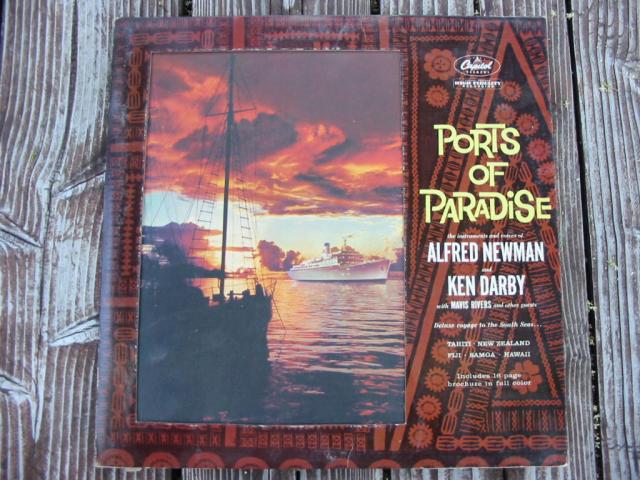 Capitol
RECORDS
HIGH FIDELITY
RECORDING
PORTS
OF
PARADISE
the instruments and voices of
ALFRED NEWMAN
and
KEN DARBY
with MAVIS RIVERS and other guests
Deluxe voyage to the South Seas...
TAHITI · NEW ZEALAND
FIJI · SAMOA · HAWAII
Includes 16 page
brochure in full color